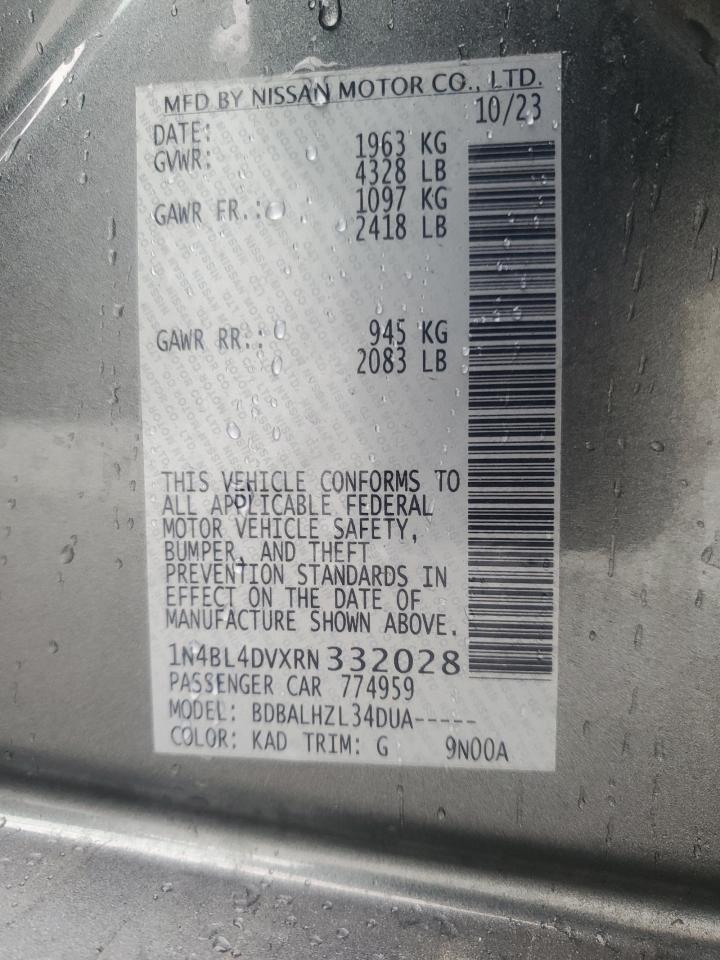 MFD BY NISSAN MOTOR CO., LTD.
DATE: 10/23
GVWR: 1963 KG
4328 LB
GAWR FR.: 1097 KG
2418 LB
GAWR RR.: 945 KG
2083 LB
THIS VEHICLE CONFORMS TO
ALL APPLICABLE FEDERAL
MOTOR VEHICLE SAFETY,
BUMPER, AND THEFT
PREVENTION STANDARDS IN
EFFECT ON THE DATE OF
MANUFACTURE SHOWN ABOVE.
1N4BL4DVXRN332028
PASSENGER CAR 774959
MODEL: BDBALHZL34DUA-----
COLOR: KAD TRIM: G 9N00A